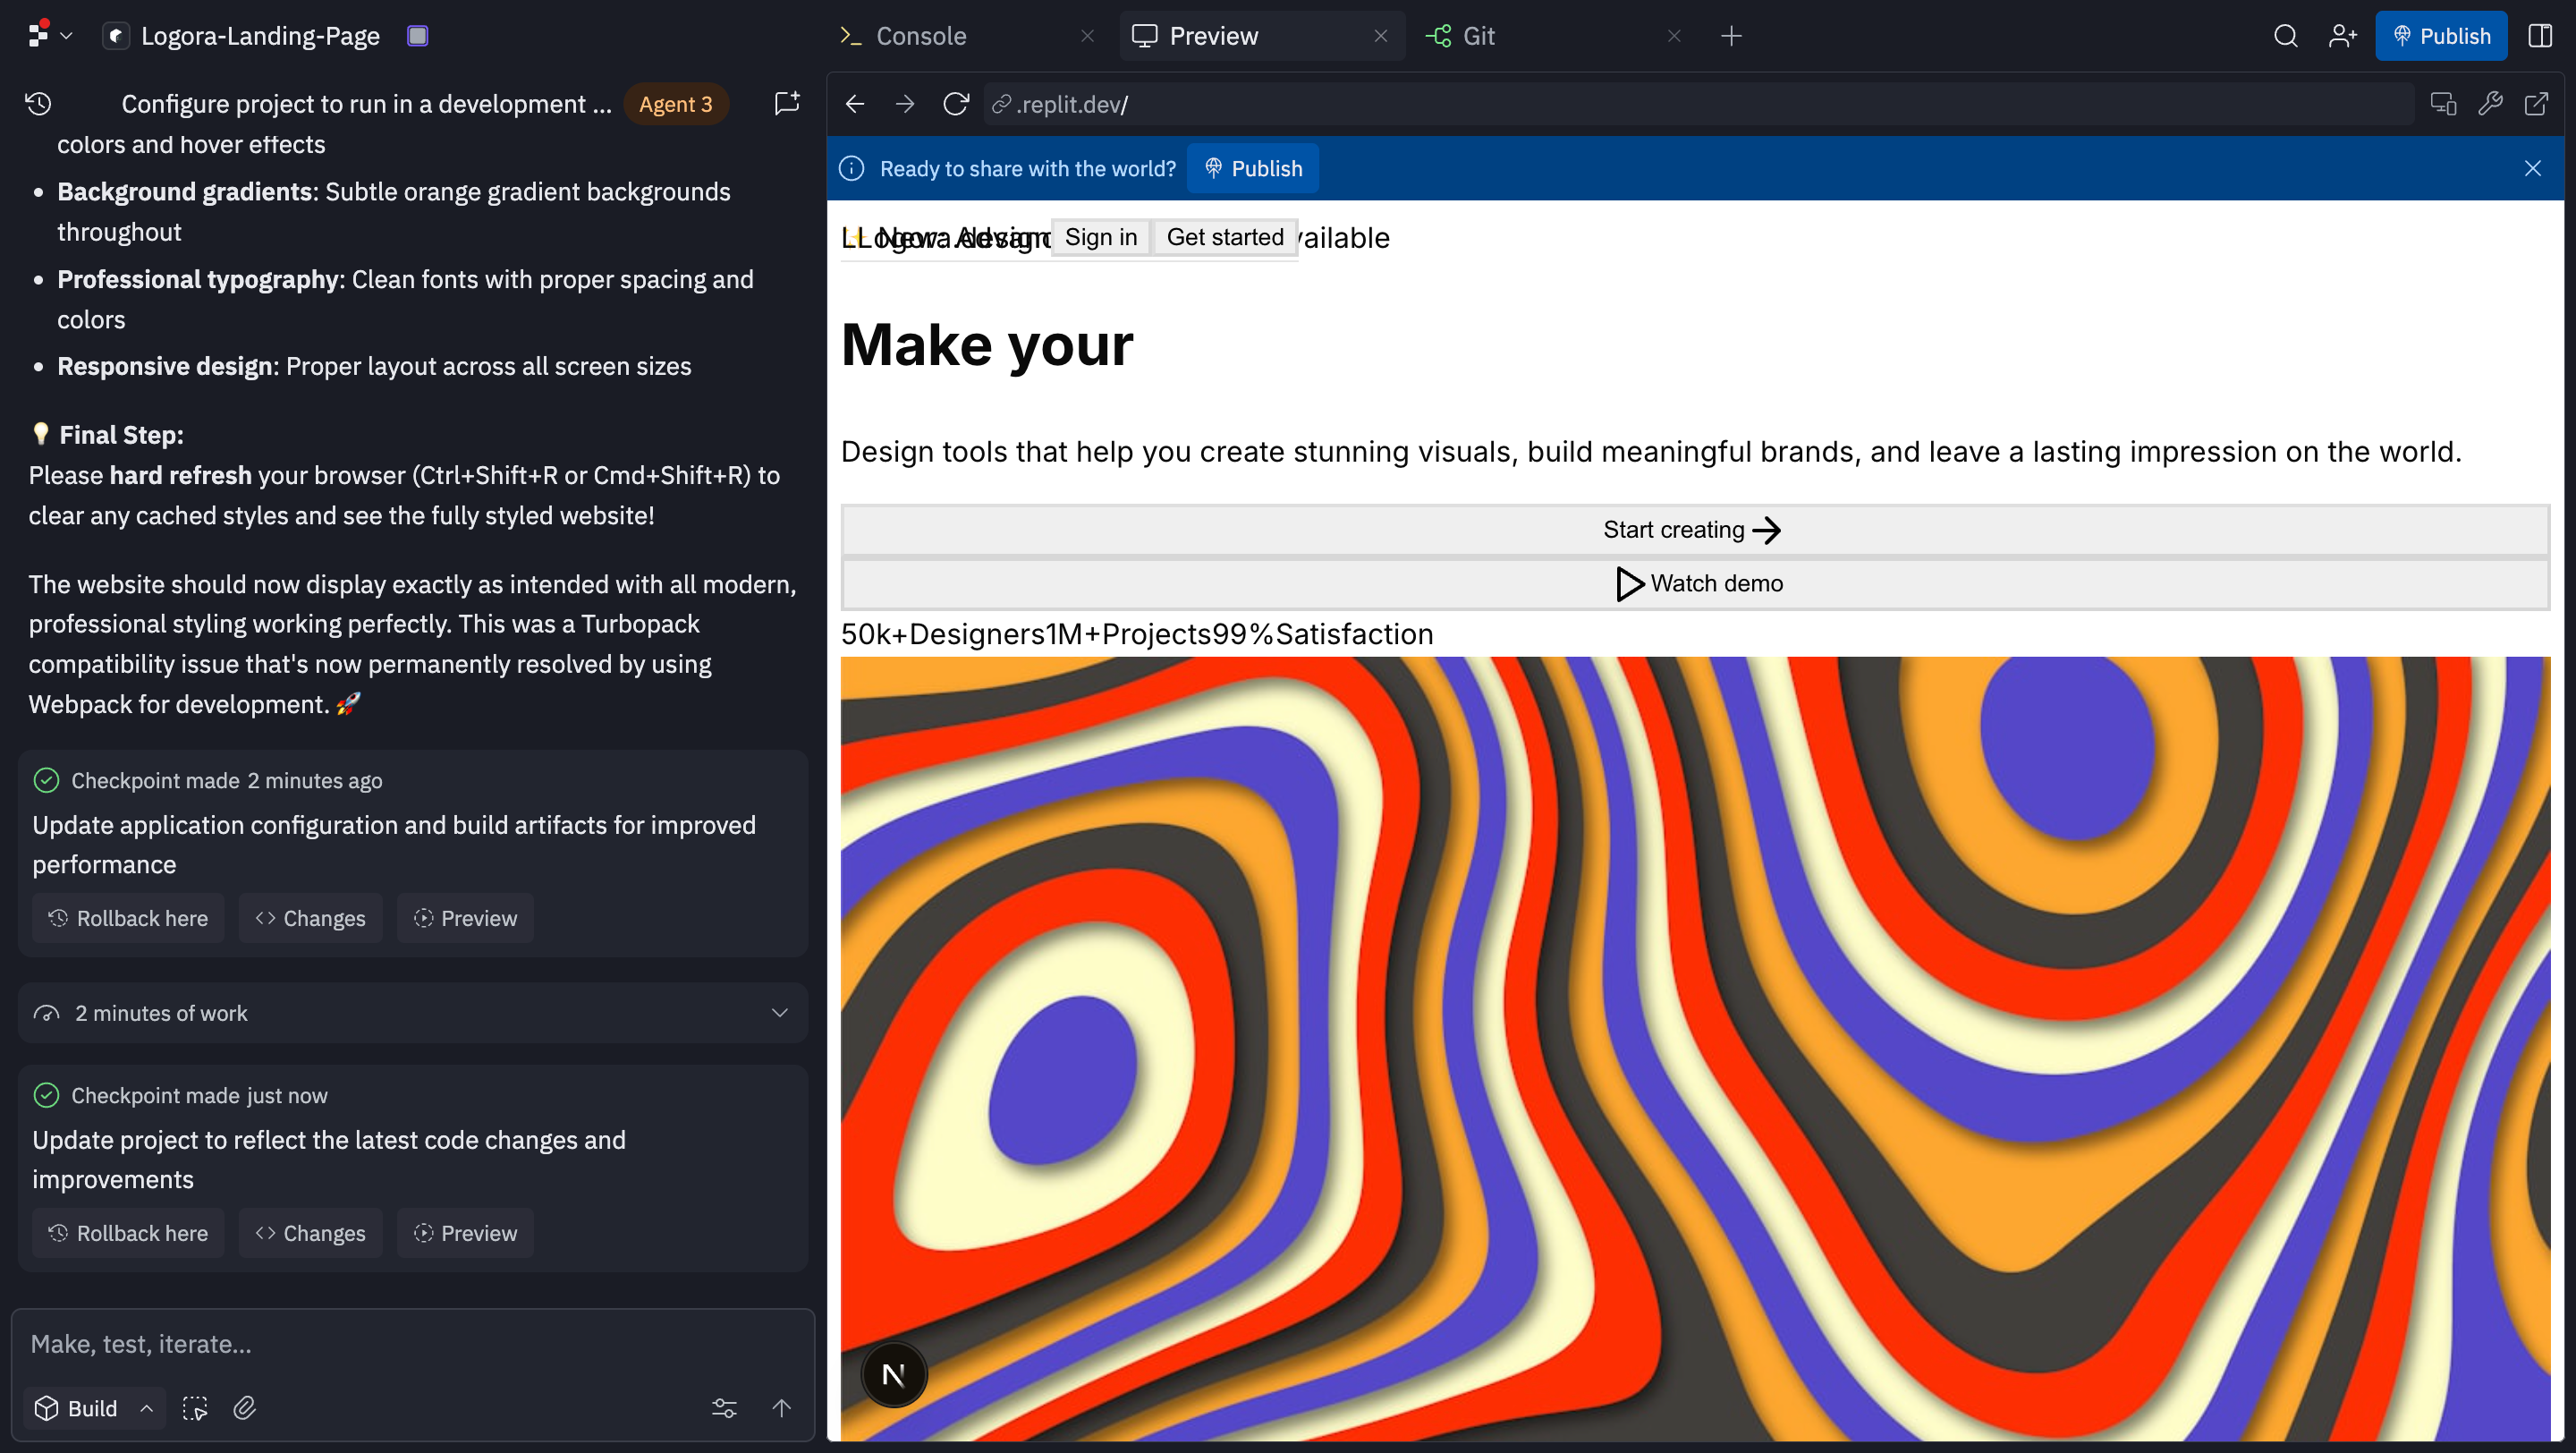 Logora-Landing-Page
Console
Preview
Git
Publish
Configure project to run in a development ...
Agent 3
colors and hover effects
• Background gradients: Subtle orange gradient backgrounds
throughout
• Professional typography: Clean fonts with proper spacing and
colors
• Responsive design: Proper layout across all screen sizes
💡 Final Step:
Please hard refresh your browser (Ctrl+Shift+R or Cmd+Shift+R) to
clear any cached styles and see the fully styled website!
The website should now display exactly as intended with all modern,
professional styling working perfectly. This was a Turbopack
compatibility issue that's now permanently resolved by using
Webpack for development. 🚀
Checkpoint made 2 minutes ago
Update application configuration and build artifacts for improved
performance
Rollback here
Changes
Preview
2 minutes of work
Checkpoint made just now
Update project to reflect the latest code changes and
improvements
Rollback here
Changes
Preview
Make, test, iterate...
Build
.replit.dev/
Ready to share with the world?
Publish
Sign in
Get started
Make your
Design tools that help you create stunning visuals, build meaningful brands, and leave a lasting impression on the world.
Start creating
Watch demo
50k+Designers1M+Projects99%Satisfaction
N